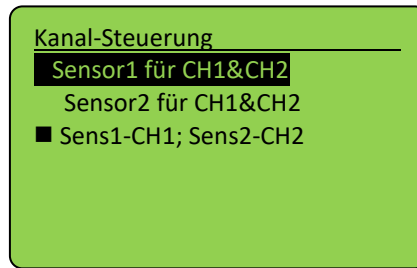 Kanal-Steuerung
Sensor1 für CH1&CH2
Sensor2 für CH1&CH2
■ Sens1-CH1; Sens2-CH2